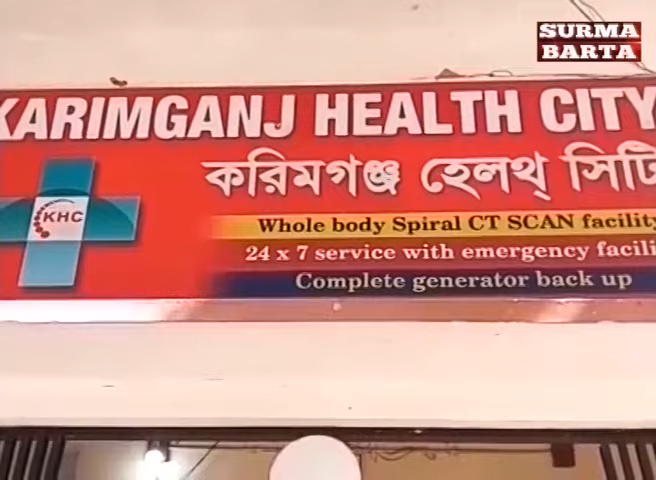 SURMA
BARTA
KARIMGANJ HEALTH CITY
করিমগঞ্জ হেলথ্ সিটি
KHC
Whole body Spiral CT SCAN facility
24 x 7 service with emergency facili
Complete generator back up